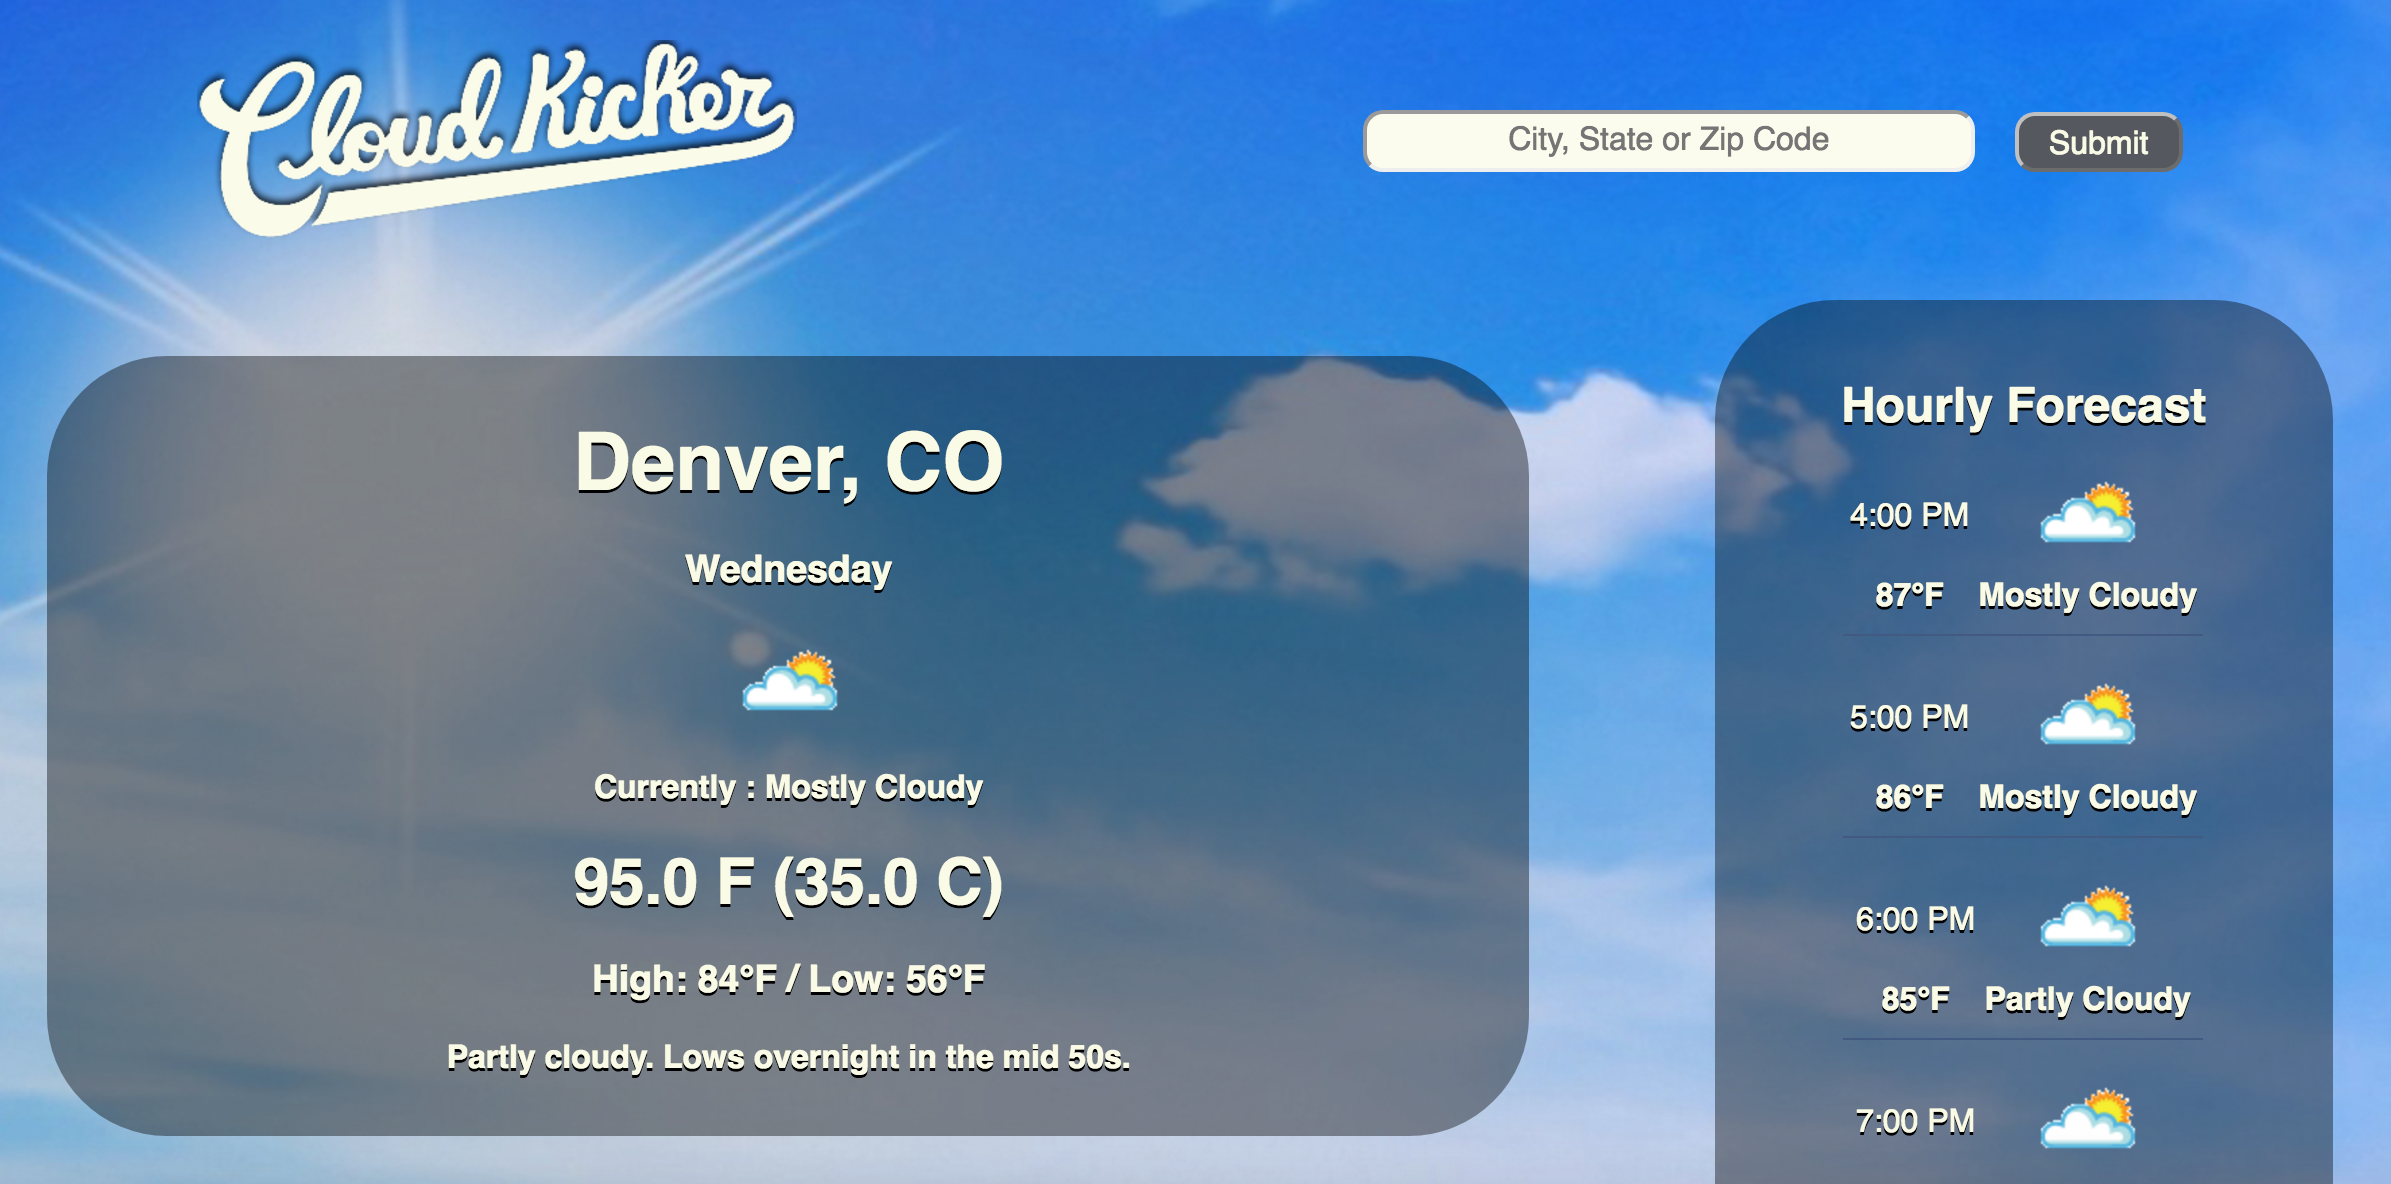 Cloud Kicker
City, State or Zip Code
Submit
Denver, CO
Wednesday
Currently : Mostly Cloudy
95.0 F (35.0 C)
High: 84°F / Low: 56°F
Partly cloudy. Lows overnight in the mid 50s.
Hourly Forecast
4:00 PM
87°F Mostly Cloudy
5:00 PM
86°F Mostly Cloudy
6:00 PM
85°F Partly Cloudy
7:00 PM